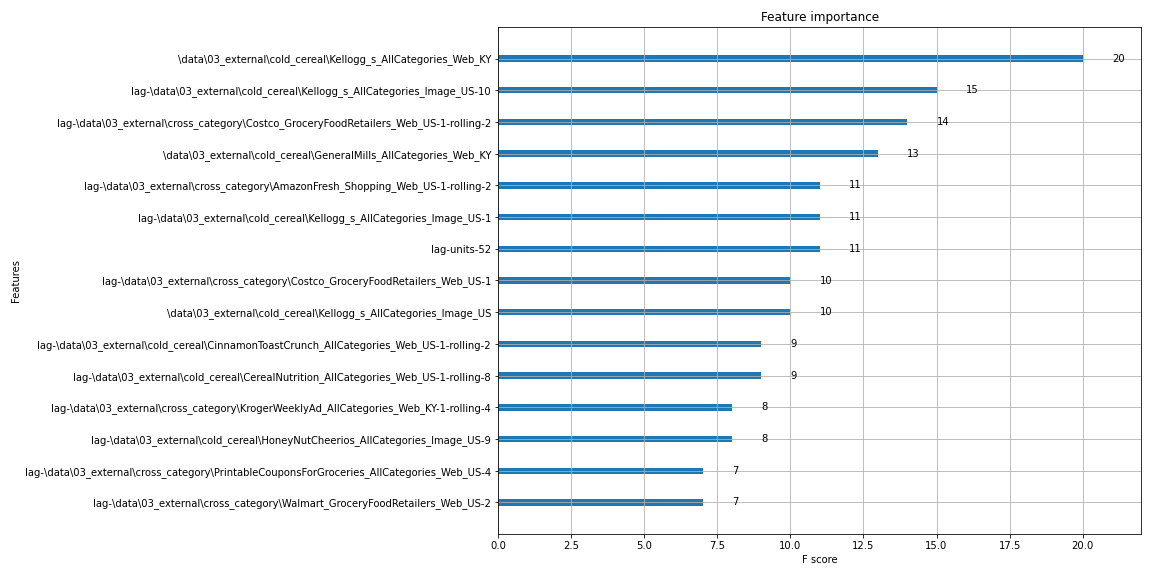 Feature importance
\data\03_external\cold_cereal\Kellogg_s_AllCategories_Web_KY 20
lag-\data\03_external\cold_cereal\Kellogg_s_AllCategories_Image_US-10 15
lag-\data\03_external\cross_category\Costco_GroceryFoodRetailers_Web_US-1-rolling-2 14
\data\03_external\cold_cereal\GeneralMills_AllCategories_Web_KY 13
lag-\data\03_external\cross_category\AmazonFresh_Shopping_Web_US-1-rolling-2 11
lag-\data\03_external\cold_cereal\Kellogg_s_AllCategories_Image_US-1 11
lag-units-52 11
lag-\data\03_external\cross_category\Costco_GroceryFoodRetailers_Web_US-1 10
Features
\data\03_external\cold_cereal\Kellogg_s_AllCategories_Image_US 10
lag-\data\03_external\cold_cereal\CinnamonToastCrunch_AllCategories_Web_US-1-rolling-2 9
lag-\data\03_external\cold_cereal\CerealNutrition_AllCategories_Web_US-1-rolling-8 9
lag-\data\03_external\cross_category\KrogerWeeklyAd_AllCategories_Web_KY-1-rolling-4 8
lag-\data\03_external\cold_cereal\HoneyNutCheerios_AllCategories_Image_US-9 8
lag-\data\03_external\cross_category\PrintableCouponsForGroceries_AllCategories_Web_US-4 7
lag-\data\03_external\cross_category\Walmart_GroceryFoodRetailers_Web_US-2 7
0.0 2.5 5.0 7.5 10.0 12.5 15.0 17.5 20.0
F score